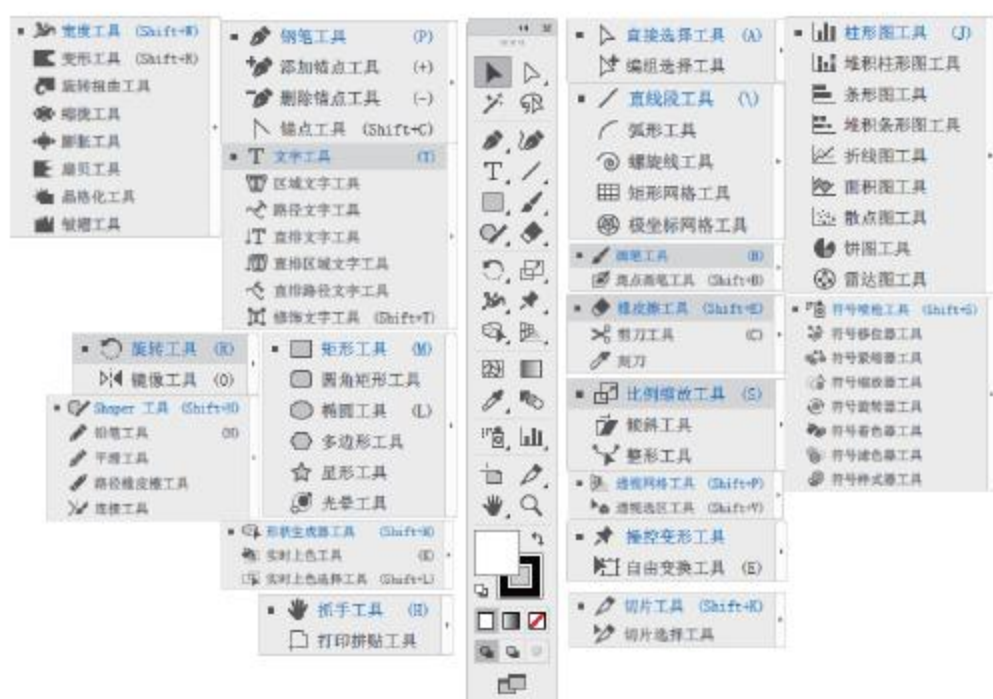 宽度工具 (Shift+W)
变形工具 (Shift+R)
旋转扭曲工具
缩拢工具
膨胀工具
扇贝工具
晶格化工具
皱褶工具
钢笔工具 (P)
添加锚点工具 (+)
删除锚点工具 (-)
锚点工具 (Shift+C)
文字工具 (T)
区域文字工具
路径文字工具
直排文字工具
直排区域文字工具
直排路径文字工具
修饰文字工具 (Shift+T)
旋转工具 (R)
镜像工具 (O)
Shaper 工具 (Shift+N)
铅笔工具 (N)
平滑工具
路径橡皮擦工具
连接工具
矩形工具 (M)
圆角矩形工具
椭圆工具 (L)
多边形工具
星形工具
光晕工具
形状生成器工具 (Shift+M)
实时上色工具 (K)
实时上色选择工具 (Shift+L)
抓手工具 (H)
打印拼贴工具
直接选择工具 (A)
编组选择工具
直线段工具 (\)
弧形工具
螺旋线工具
矩形网格工具
极坐标网格工具
画笔工具 (B)
斑点画笔工具 (Shift+B)
橡皮擦工具 (Shift+E)
剪刀工具 (C)
刻刀
比例缩放工具 (S)
倾斜工具
整形工具
透视网格工具 (Shift+P)
透视选区工具 (Shift+V)
操控变形工具
自由变换工具 (E)
切片工具 (Shift+K)
切片选择工具
柱形图工具 (J)
堆积柱形图工具
条形图工具
堆积条形图工具
折线图工具
面积图工具
散点图工具
饼图工具
雷达图工具
符号喷枪工具 (Shift+S)
符号移位器工具
符号紧缩器工具
符号缩放器工具
符号旋转器工具
符号着色器工具
符号滤色器工具
符号样式器工具